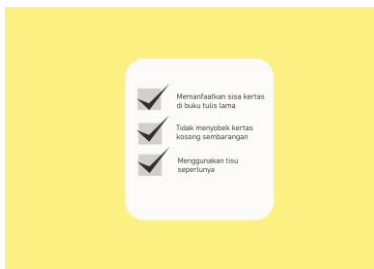 Memanfaatkan sisa kertas
di buku tulis lama
Tidak menyobek kertas
kosong sembarangan
Menggunakan tisu
seperlunya